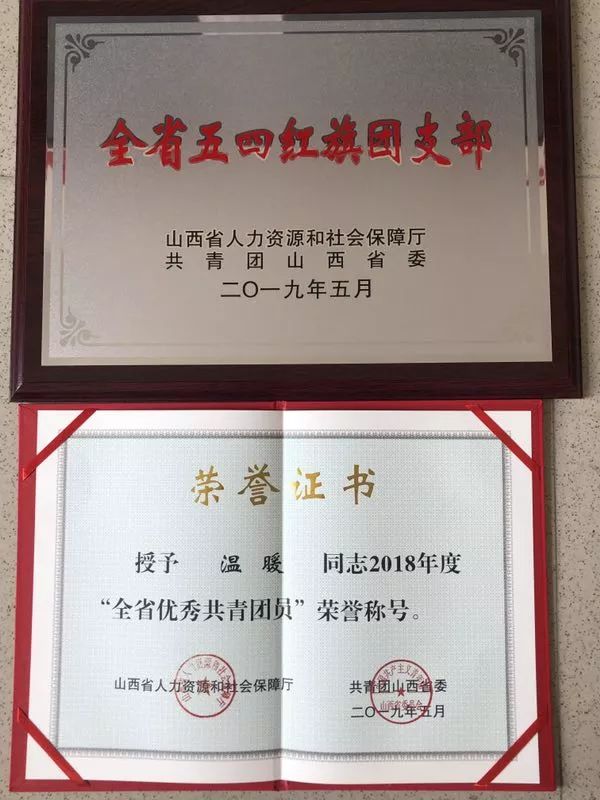 全省五四红旗团支部
山西省人力资源和社会保障厅
共青团山西省委
二〇一九年五月
荣誉证书
授予 温暖 同志2018年度
“全省优秀共青团员”荣誉称号。
山西省人力资源和社会保障厅
共青团山西省委
二〇一九年五月